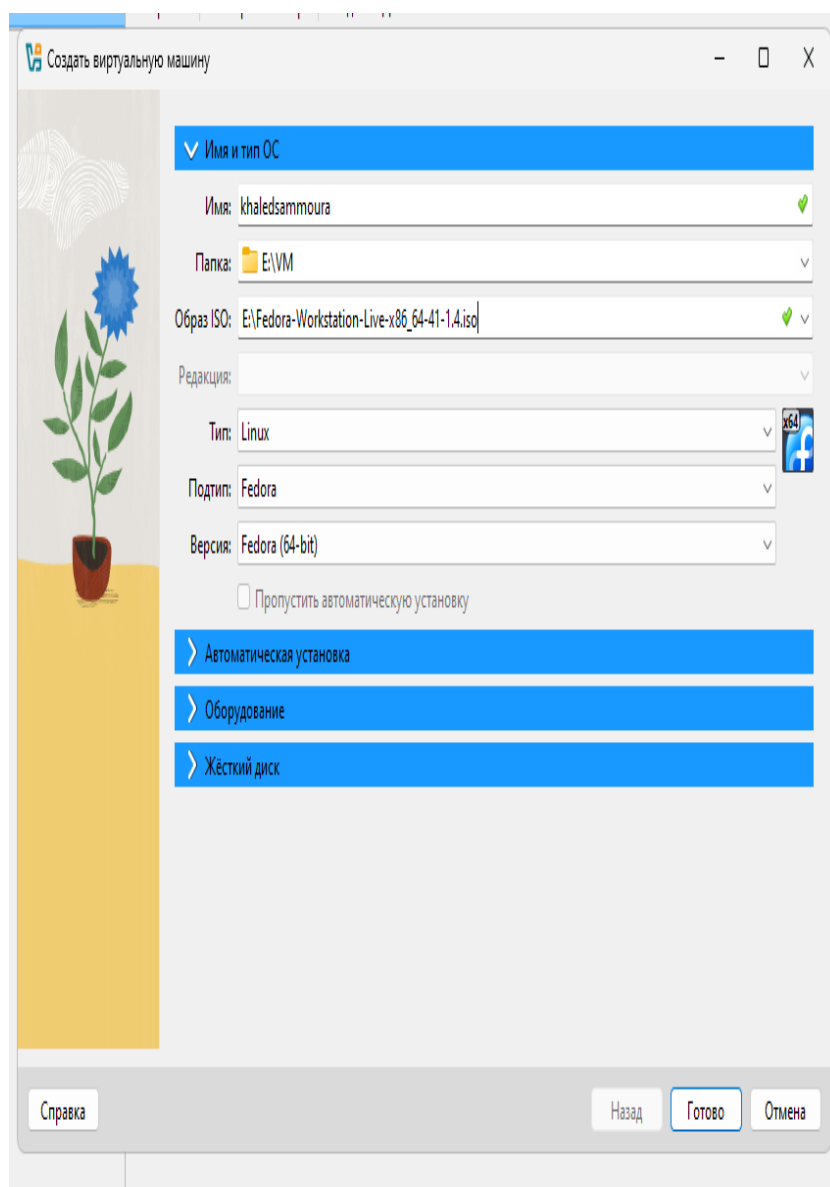 Создать виртуальную машину
Имя и тип ОС
Имя: khaledsammoura
Папка: E:\VM
Образ ISO: E:\Fedora-Workstation-Live-x86_64-41-1.4.iso
Редакция:
Тип: Linux
x64
Подтип: Fedora
Версия: Fedora (64-bit)
Пропустить автоматическую установку
Автоматическая установка
Оборудование
Жёсткий диск
Справка Назад Готово Отмена